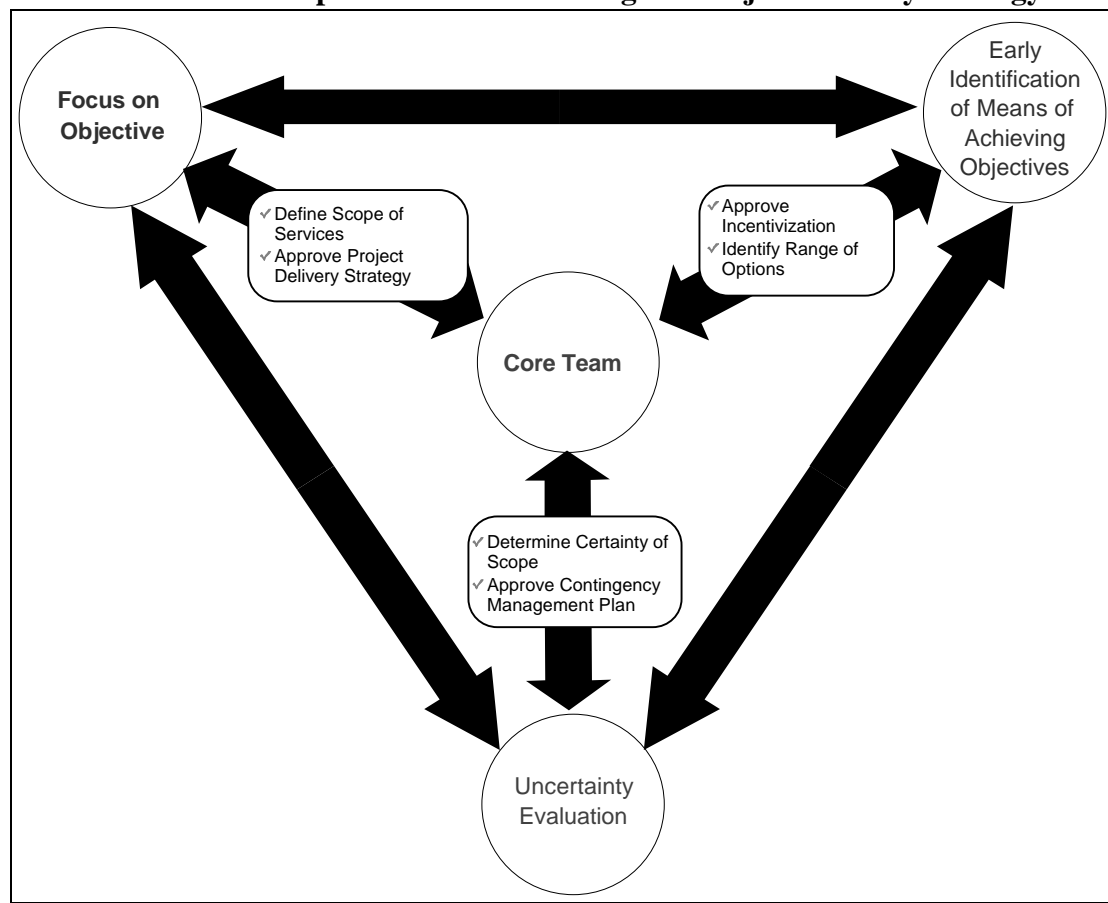 Focus on
Objective
Early
Identification
of Means of
Achieving
Objectives
✓ Define Scope of
Services
✓ Approve Project
Delivery Strategy
✓ Approve
Incentivization
✓ Identify Range of
Options
Core Team
✓ Determine Certainty of
Scope
✓ Approve Contingency
Management Plan
Uncertainty
Evaluation